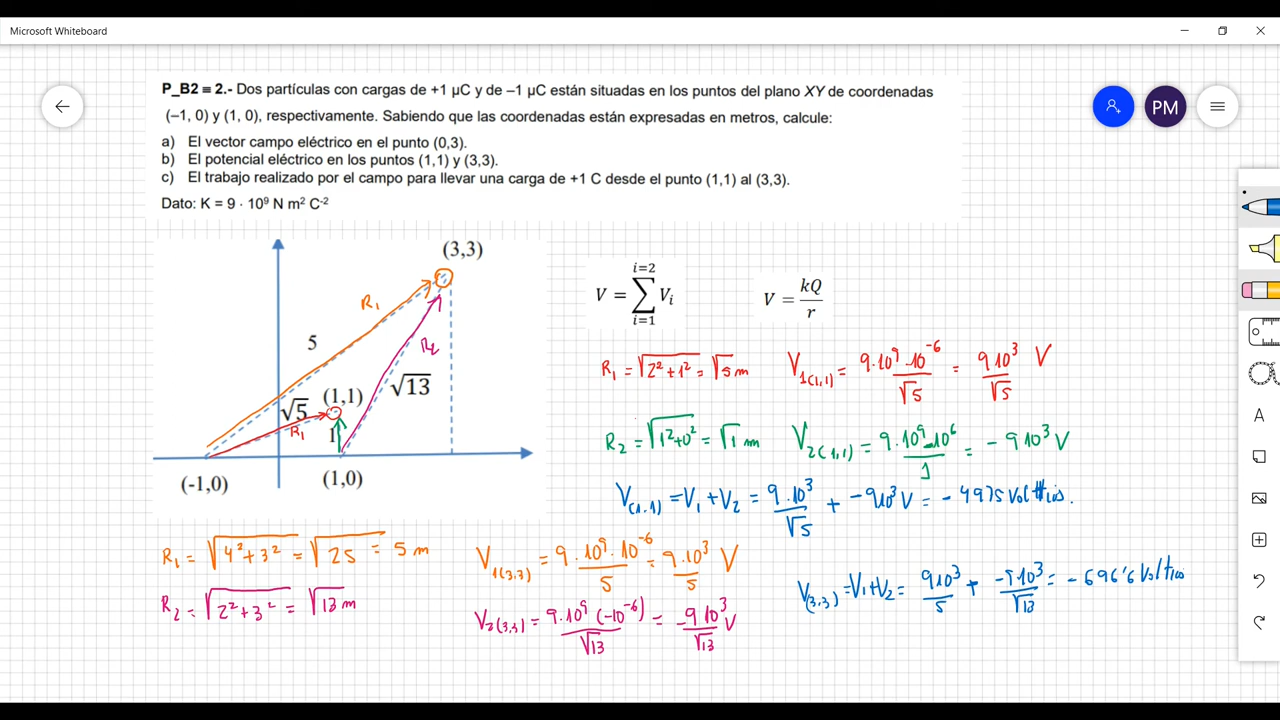 Microsoft Whiteboard
P_B2 ≡ 2.- Dos partículas con cargas de +1 µC y de –1 µC están situadas en los puntos del plano XY de coordenadas
(–1, 0) y (1, 0), respectivamente. Sabiendo que las coordenadas están expresadas en metros, calcule:
a) El vector campo eléctrico en el punto (0,3).
b) El potencial eléctrico en los puntos (1,1) y (3,3).
c) El trabajo realizado por el campo para llevar una carga de +1 C desde el punto (1,1) al (3,3).
Dato: K = 9 · 10⁹ N m² C⁻²
PM
(3,3)
R₁
5
R₂
√13
(1,1)
√5
R₁
1
(-1,0)
(1,0)
V = ∑ᵢ₌₁ⁱ⁼² Vᵢ
V = kQ/r
R₁ = √(2²+1²) = √5 m
V₁(1,1) = 9·10⁹·10⁻⁶/√5 = 9 10³/√5 V
R₂ = √(1²+0²) = √1 m
V₂(1,1) = 9·10⁹·-10⁶/1 = - 9 10³ V
V(1,1) = V₁ + V₂ = 9·10³/√5 + -9 10³ V = - 4975 Voltios.
R₁ = √(4²+3²) = √25 = 5 m
V₁(3,3) = 9·10⁹·10⁻⁶/5 = 9·10³/5 V
R₂ = √(2²+3²) = √13 m
V₂(3,3) = 9·10⁹(-10⁻⁶)/√13 = -9 10³/√13 V
V(3,3) = V₁+V₂ = 9 10³/5 + -9 10³/√13 = - 696'6 Voltios
A